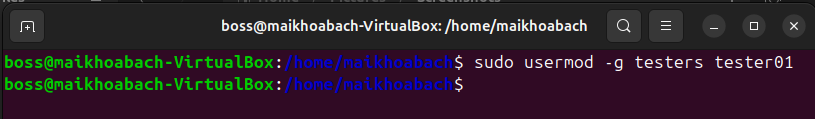 boss@maikhoabach-VirtualBox: /home/maikhoabach
boss@maikhoabach-VirtualBox:/home/maikhoabach$ sudo usermod -g testers tester01
boss@maikhoabach-VirtualBox:/home/maikhoabach$